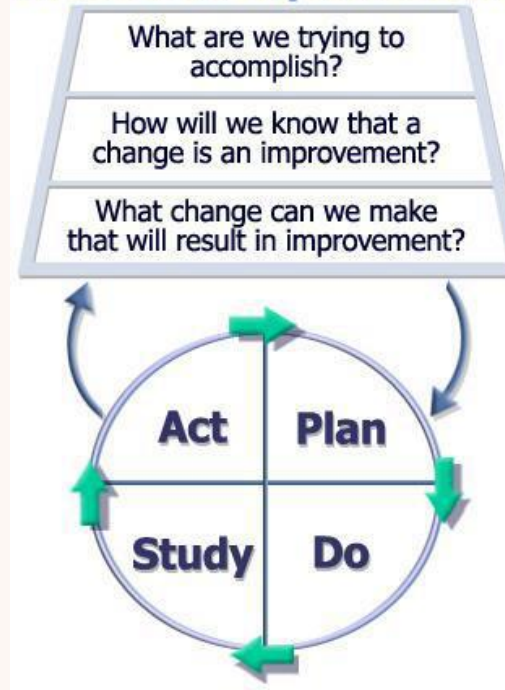 What are we trying to
accomplish?
How will we know that a
change is an improvement?
What change can we make
that will result in improvement?
Act
Plan
Study
Do